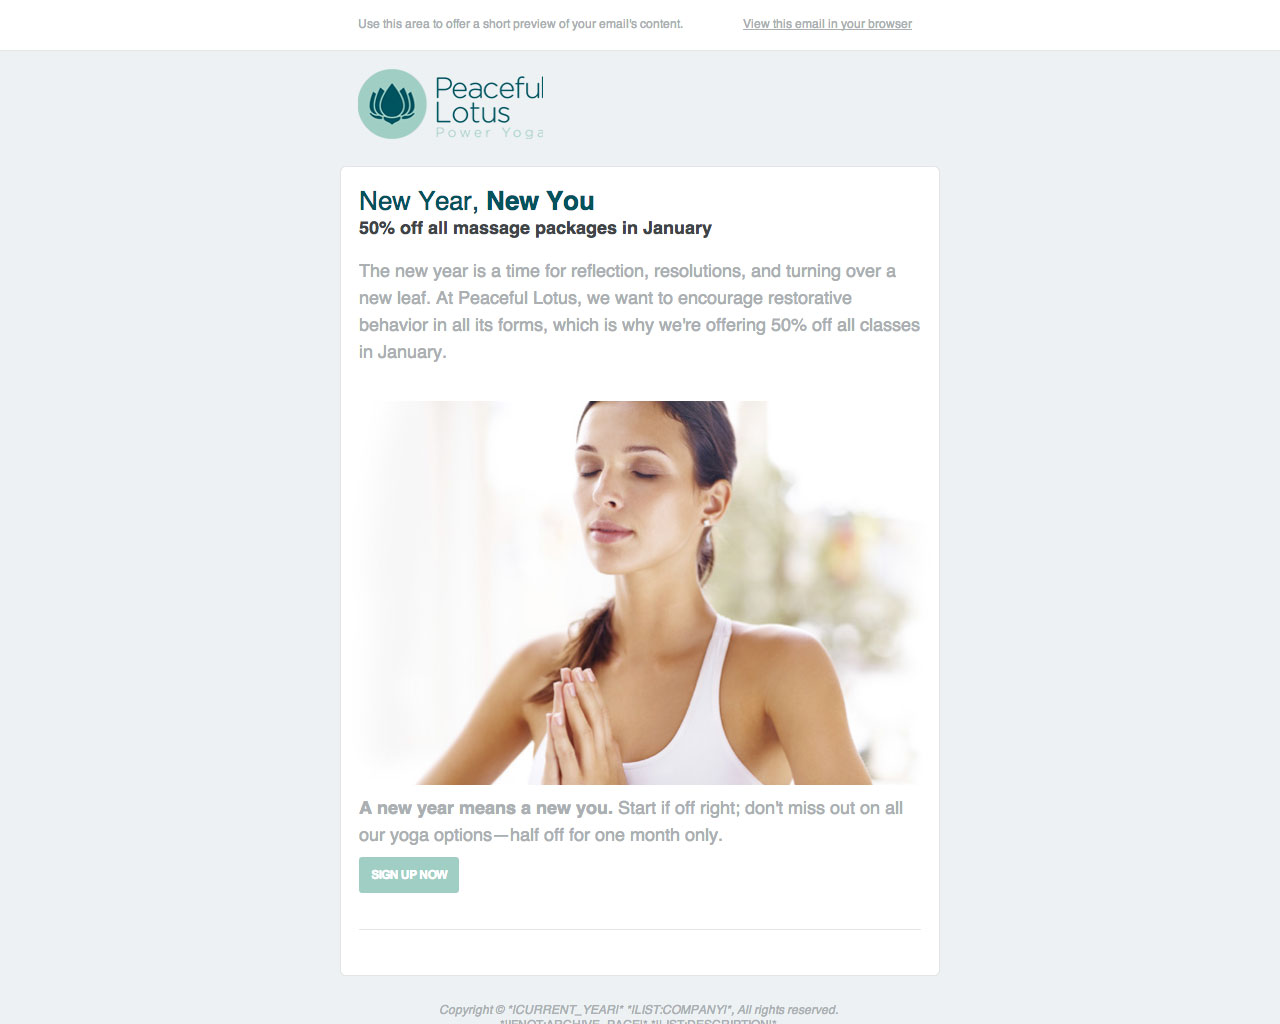 Use this area to offer a short preview of your email's content.
View this email in your browser
Peaceful
Lotus
Power Yoga
New Year, New You
50% off all massage packages in January
The new year is a time for reflection, resolutions, and turning over a
new leaf. At Peaceful Lotus, we want to encourage restorative
behavior in all its forms, which is why we're offering 50% off all classes
in January.
A new year means a new you. Start if off right; don't miss out on all
our yoga options—half off for one month only.
SIGN UP NOW
Copyright © *|CURRENT_YEAR|* *|LIST:COMPANY|*, All rights reserved.
*|IFNOT:ARCHIVE_PAGE|* *|LIST:DESCRIPTION|*